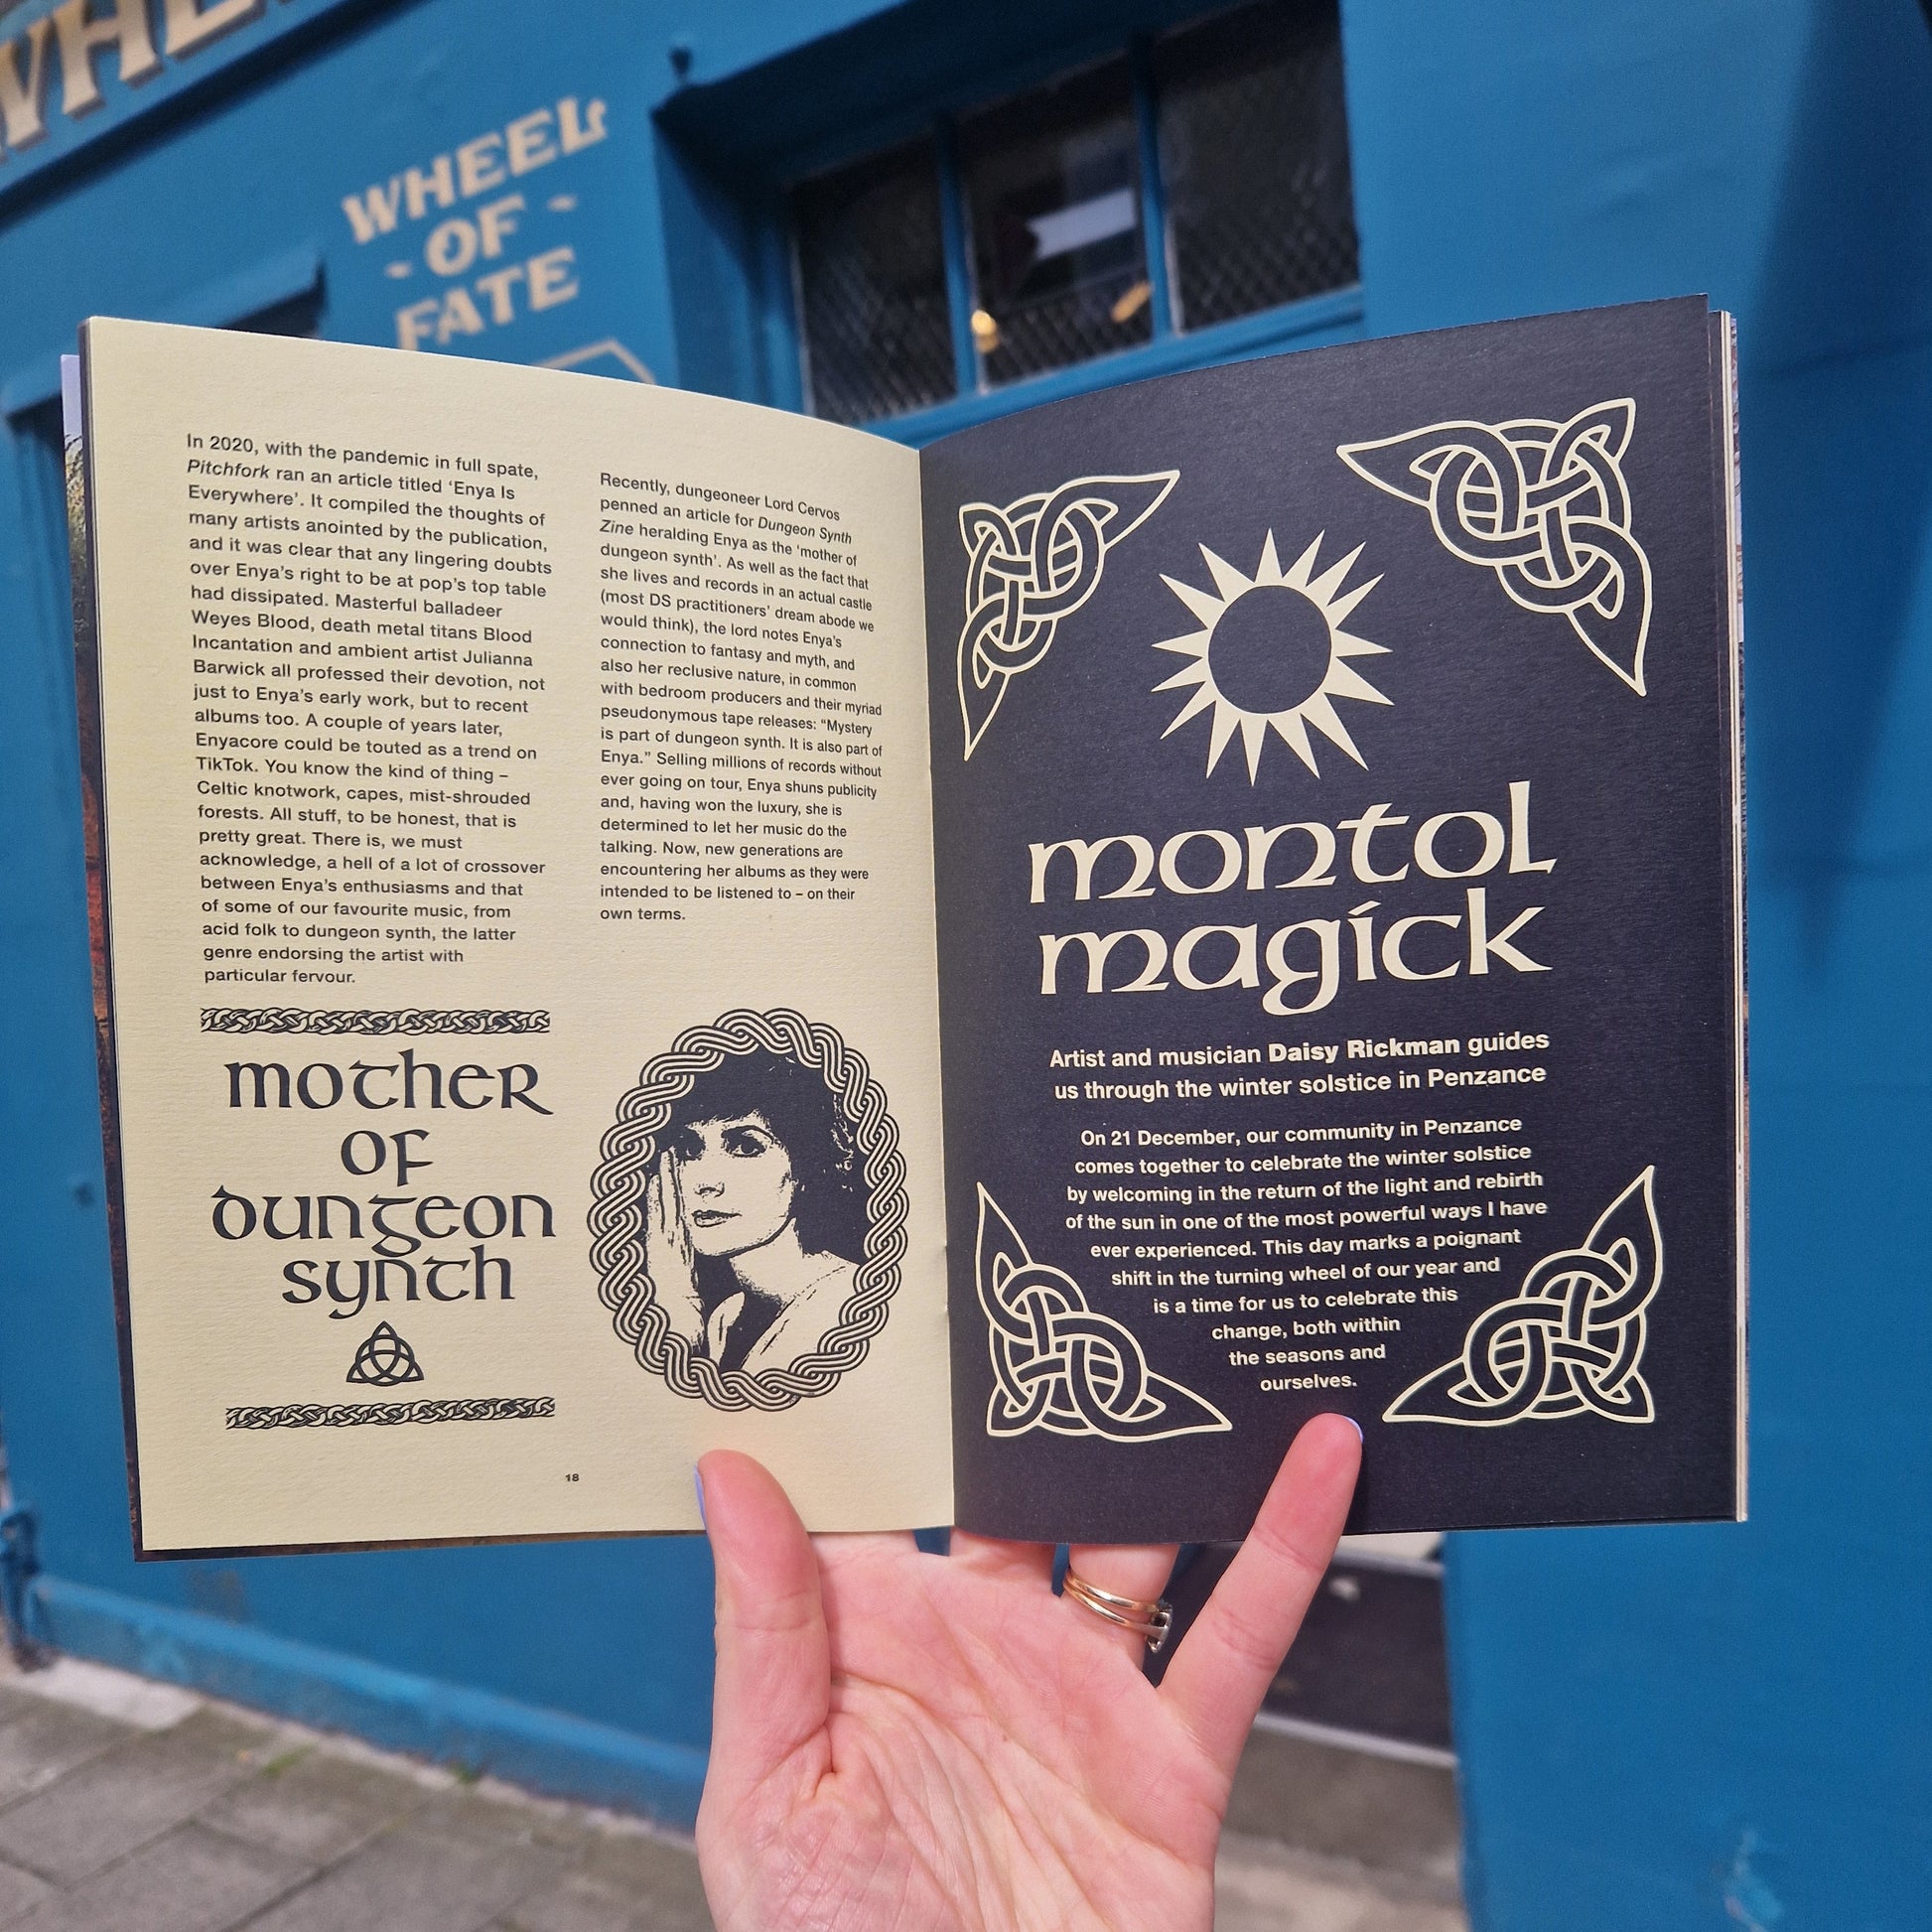 WHEEL
OF
FATE
In 2020, with the pandemic in full spate,
Pitchfork ran an article titled ‘Enya Is
Everywhere’. It compiled the thoughts of
many artists anointed by the publication,
and it was clear that any lingering doubts
over Enya’s right to be at pop’s top table
had dissipated. Masterful balladeer
Weyes Blood, death metal titans Blood
Incantation and ambient artist Julianna
Barwick all professed their devotion, not
just to Enya’s early work, but to recent
albums too. A couple of years later,
Enyacore could be touted as a trend on
TikTok. You know the kind of thing –
Celtic knotwork, capes, mist-shrouded
forests. All stuff, to be honest, that is
pretty great. There is, we must
acknowledge, a hell of a lot of crossover
between Enya’s enthusiasms and that
of some of our favourite music, from
acid folk to dungeon synth, the latter
genre endorsing the artist with
particular fervour.
mother
of
dungeon
synth
Recently, dungeoneer Lord Cervos
penned an article for Dungeon Synth
Zine heralding Enya as the ‘mother of
dungeon synth’. As well as the fact that
she lives and records in an actual castle
(most DS practitioners’ dream abode we
would think), the lord notes Enya’s
connection to fantasy and myth, and
also her reclusive nature, in common
with bedroom producers and their myriad
pseudonymous tape releases: “Mystery
is part of dungeon synth. It is also part of
Enya.” Selling millions of records without
ever going on tour, Enya shuns publicity
and, having won the luxury, she is
determined to let her music do the
talking. Now, new generations are
encountering her albums as they were
intended to be listened to – on their
own terms.
18
montol
magíck
Artist and musician Daisy Rickman guides
us through the winter solstice in Penzance
On 21 December, our community in Penzance
comes together to celebrate the winter solstice
by welcoming in the return of the light and rebirth
of the sun in one of the most powerful ways I have
ever experienced. This day marks a poignant
shift in the turning wheel of our year and
is a time for us to celebrate this
change, both within
the seasons and
ourselves.